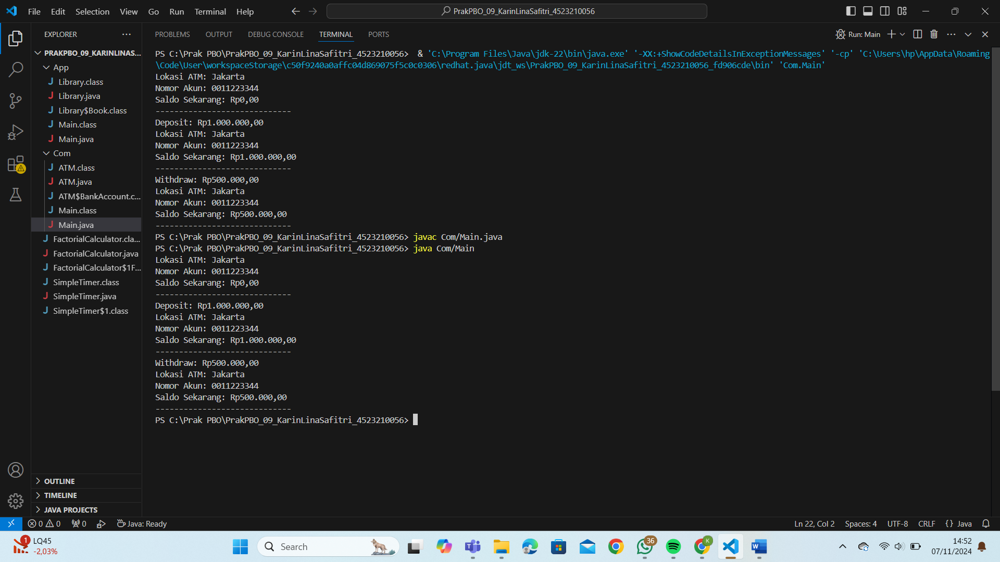 File Edit Selection View Go Run Terminal Help
PrakPBO_09_KarinLinaSafitri_4523210056
EXPLORER
PRAKPBO_09_KARINLINAS...
App
Library.class
Library.java
Library$Book.class
Main.class
Main.java
Com
ATM.class
ATM.java
ATM$BankAccount.c...
Main.class
Main.java
FactorialCalculator.cla...
FactorialCalculator.java
FactorialCalculator$1F...
SimpleTimer.class
SimpleTimer.java
SimpleTimer$1.class
OUTLINE
TIMELINE
JAVA PROJECTS
PROBLEMS OUTPUT DEBUG CONSOLE TERMINAL PORTS
Run: Main
PS C:\Prak PBO\PrakPBO_09_KarinLinaSafitri_4523210056> & 'C:\Program Files\Java\jdk-22\bin\java.exe' '-XX:+ShowCodeDetailsInExceptionMessages' '-cp' 'C:\Users\hp\AppData\Roaming
\Code\User\workspaceStorage\c50f9240a0affc04d869075f5c0c0306\redhat.java\jdt_ws\PrakPBO_09_KarinLinaSafitri_4523210056_fd906cde\bin' 'Com.Main'
Lokasi ATM: Jakarta
Nomor Akun: 0011223344
Saldo Sekarang: Rp0,00
-----------------------------
Deposit: Rp1.000.000,00
Lokasi ATM: Jakarta
Nomor Akun: 0011223344
Saldo Sekarang: Rp1.000.000,00
-----------------------------
Withdraw: Rp500.000,00
Lokasi ATM: Jakarta
Nomor Akun: 0011223344
Saldo Sekarang: Rp500.000,00
-----------------------------
PS C:\Prak PBO\PrakPBO_09_KarinLinaSafitri_4523210056> javac Com/Main.java
PS C:\Prak PBO\PrakPBO_09_KarinLinaSafitri_4523210056> java Com/Main
Lokasi ATM: Jakarta
Nomor Akun: 0011223344
Saldo Sekarang: Rp0,00
-----------------------------
Deposit: Rp1.000.000,00
Lokasi ATM: Jakarta
Nomor Akun: 0011223344
Saldo Sekarang: Rp1.000.000,00
-----------------------------
Withdraw: Rp500.000,00
Lokasi ATM: Jakarta
Nomor Akun: 0011223344
Saldo Sekarang: Rp500.000,00
-----------------------------
PS C:\Prak PBO\PrakPBO_09_KarinLinaSafitri_4523210056>
0 0 0 Java: Ready
Ln 22, Col 2 Spaces: 4 UTF-8 CRLF {} Java
1 LQ45
-2,03%
Search
36
K
14:52
07/11/2024